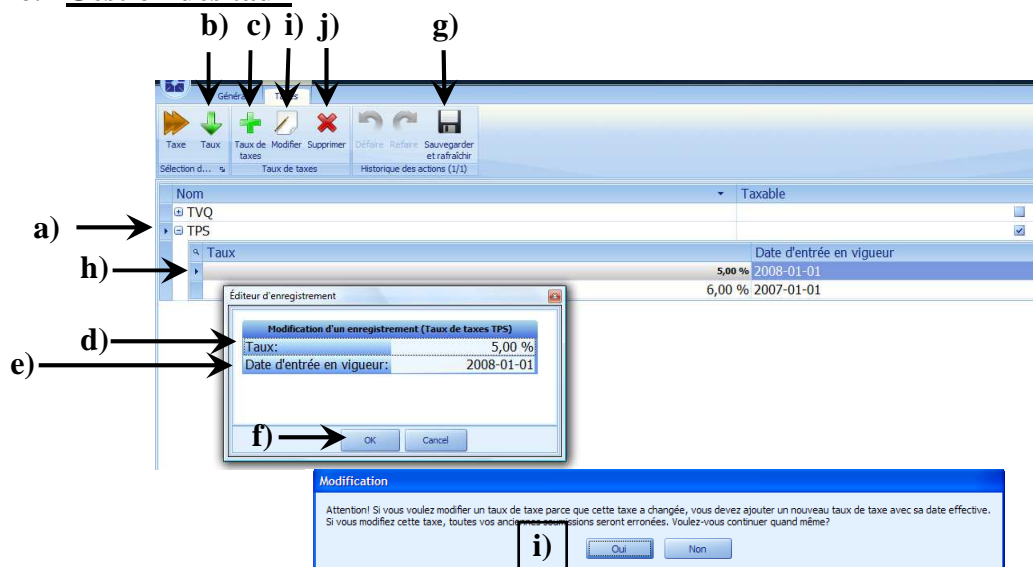 b) c) i) j) g)
Taxes
Taxe Taux Taux de taxes Modifier Supprimer Défaire Refaire Sauvegarder et rafraîchir
Sélection d... Taux de taxes Historique des actions (1/1)
Nom Taxable
TVQ
a) TPS
Taux Date d'entrée en vigueur
h) 5,00 % 2008-01-01
6,00 % 2007-01-01
Éditeur d'enregistrement
Modification d'un enregistrement (Taux de taxes TPS)
d) Taux: 5,00 %
e) Date d'entrée en vigueur: 2008-01-01
f) OK Cancel
Modification
Attention! Si vous voulez modifier un taux de taxe parce que cette taxe a changée, vous devez ajouter un nouveau taux de taxe avec sa date effective.
Si vous modifiez cette taxe, toutes vos anciennes soumissions seront erronées. Voulez-vous continuer quand même?
i) Oui Non